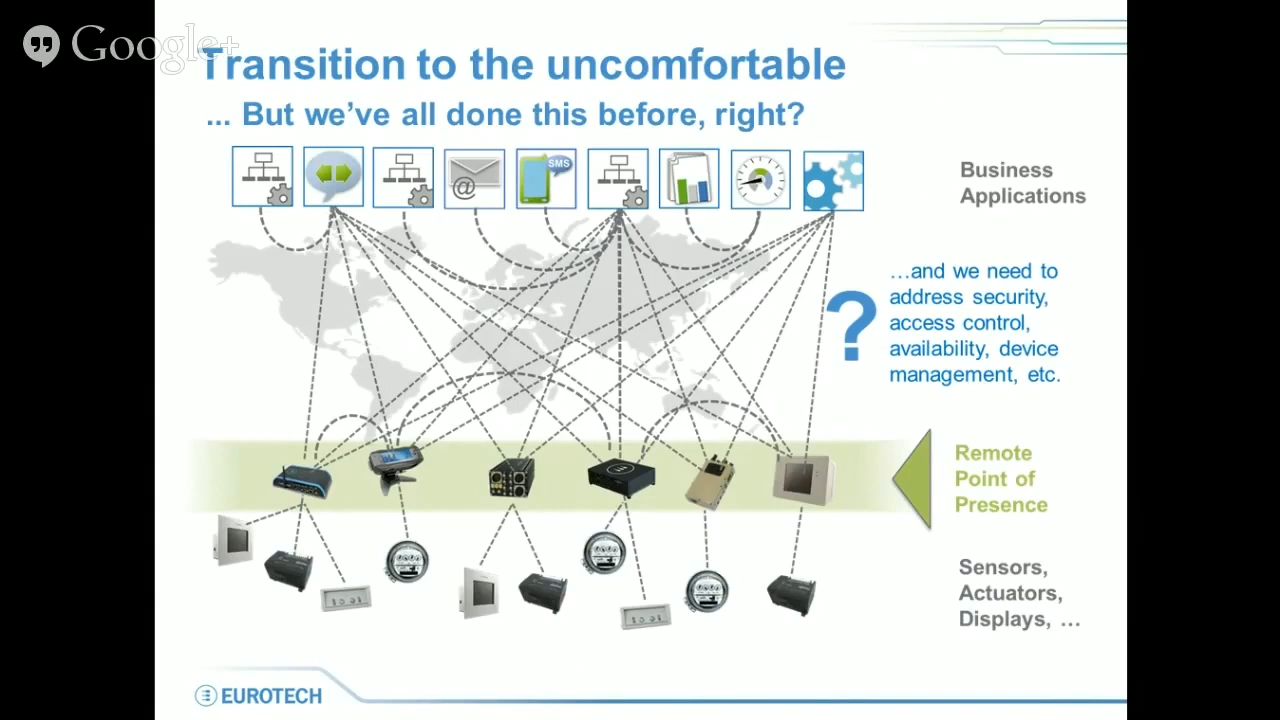 Google+
Transition to the uncomfortable
... But we've all done this before, right?
@
SMS
Business
Applications
…and we need to
address security,
access control,
availability, device
management, etc.
?
Remote
Point of
Presence
Sensors,
Actuators,
Displays, …
EUROTECH